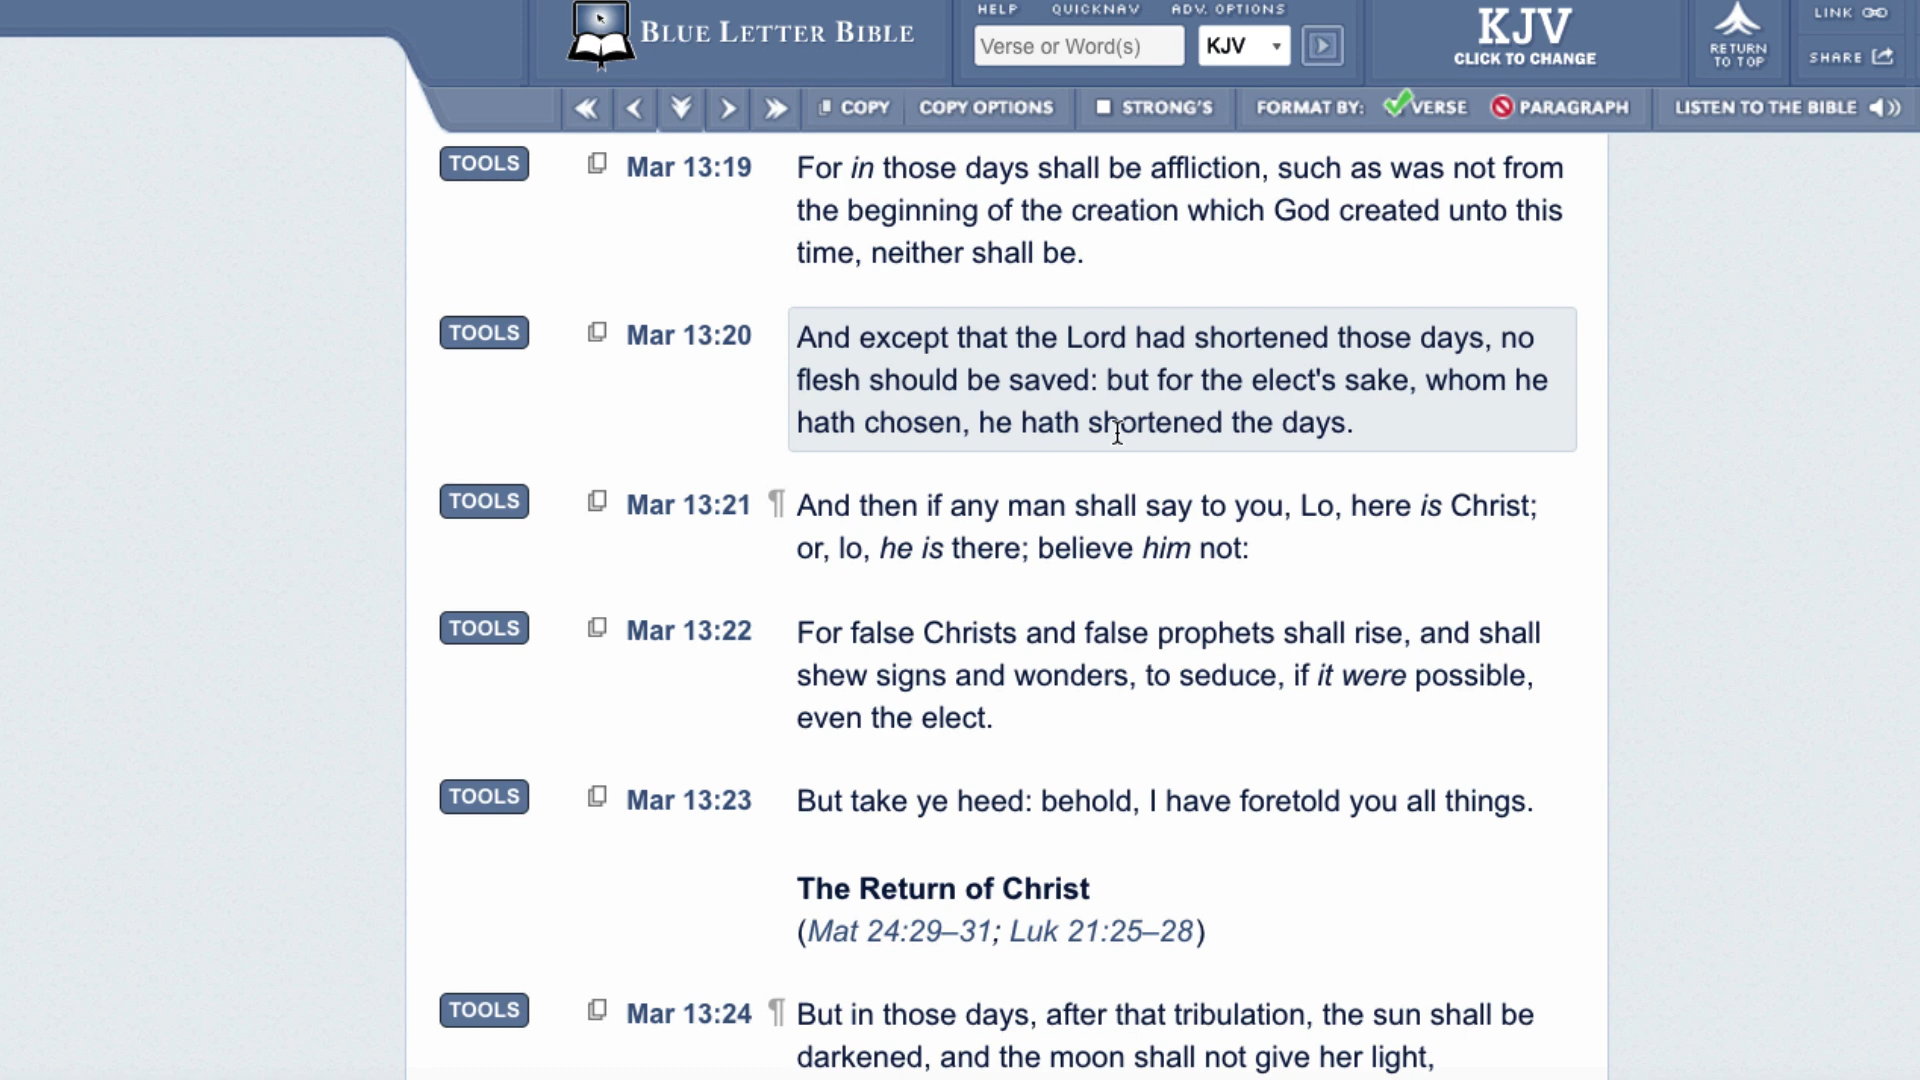 HELP QUICKNAV ADV. OPTIONS
BLUE LETTER BIBLE
Verse or Word(s) KJV
KJV
CLICK TO CHANGE
RETURN
TO TOP
LINK
SHARE
COPY COPY OPTIONS STRONG'S FORMAT BY: VERSE PARAGRAPH LISTEN TO THE BIBLE
TOOLS Mar 13:19 For in those days shall be affliction, such as was not from
the beginning of the creation which God created unto this
time, neither shall be.
TOOLS Mar 13:20 And except that the Lord had shortened those days, no
flesh should be saved: but for the elect's sake, whom he
hath chosen, he hath shortened the days.
TOOLS Mar 13:21 ¶ And then if any man shall say to you, Lo, here is Christ;
or, lo, he is there; believe him not:
TOOLS Mar 13:22 For false Christs and false prophets shall rise, and shall
shew signs and wonders, to seduce, if it were possible,
even the elect.
TOOLS Mar 13:23 But take ye heed: behold, I have foretold you all things.
The Return of Christ
(Mat 24:29–31; Luk 21:25–28)
TOOLS Mar 13:24 ¶ But in those days, after that tribulation, the sun shall be
darkened, and the moon shall not give her light,